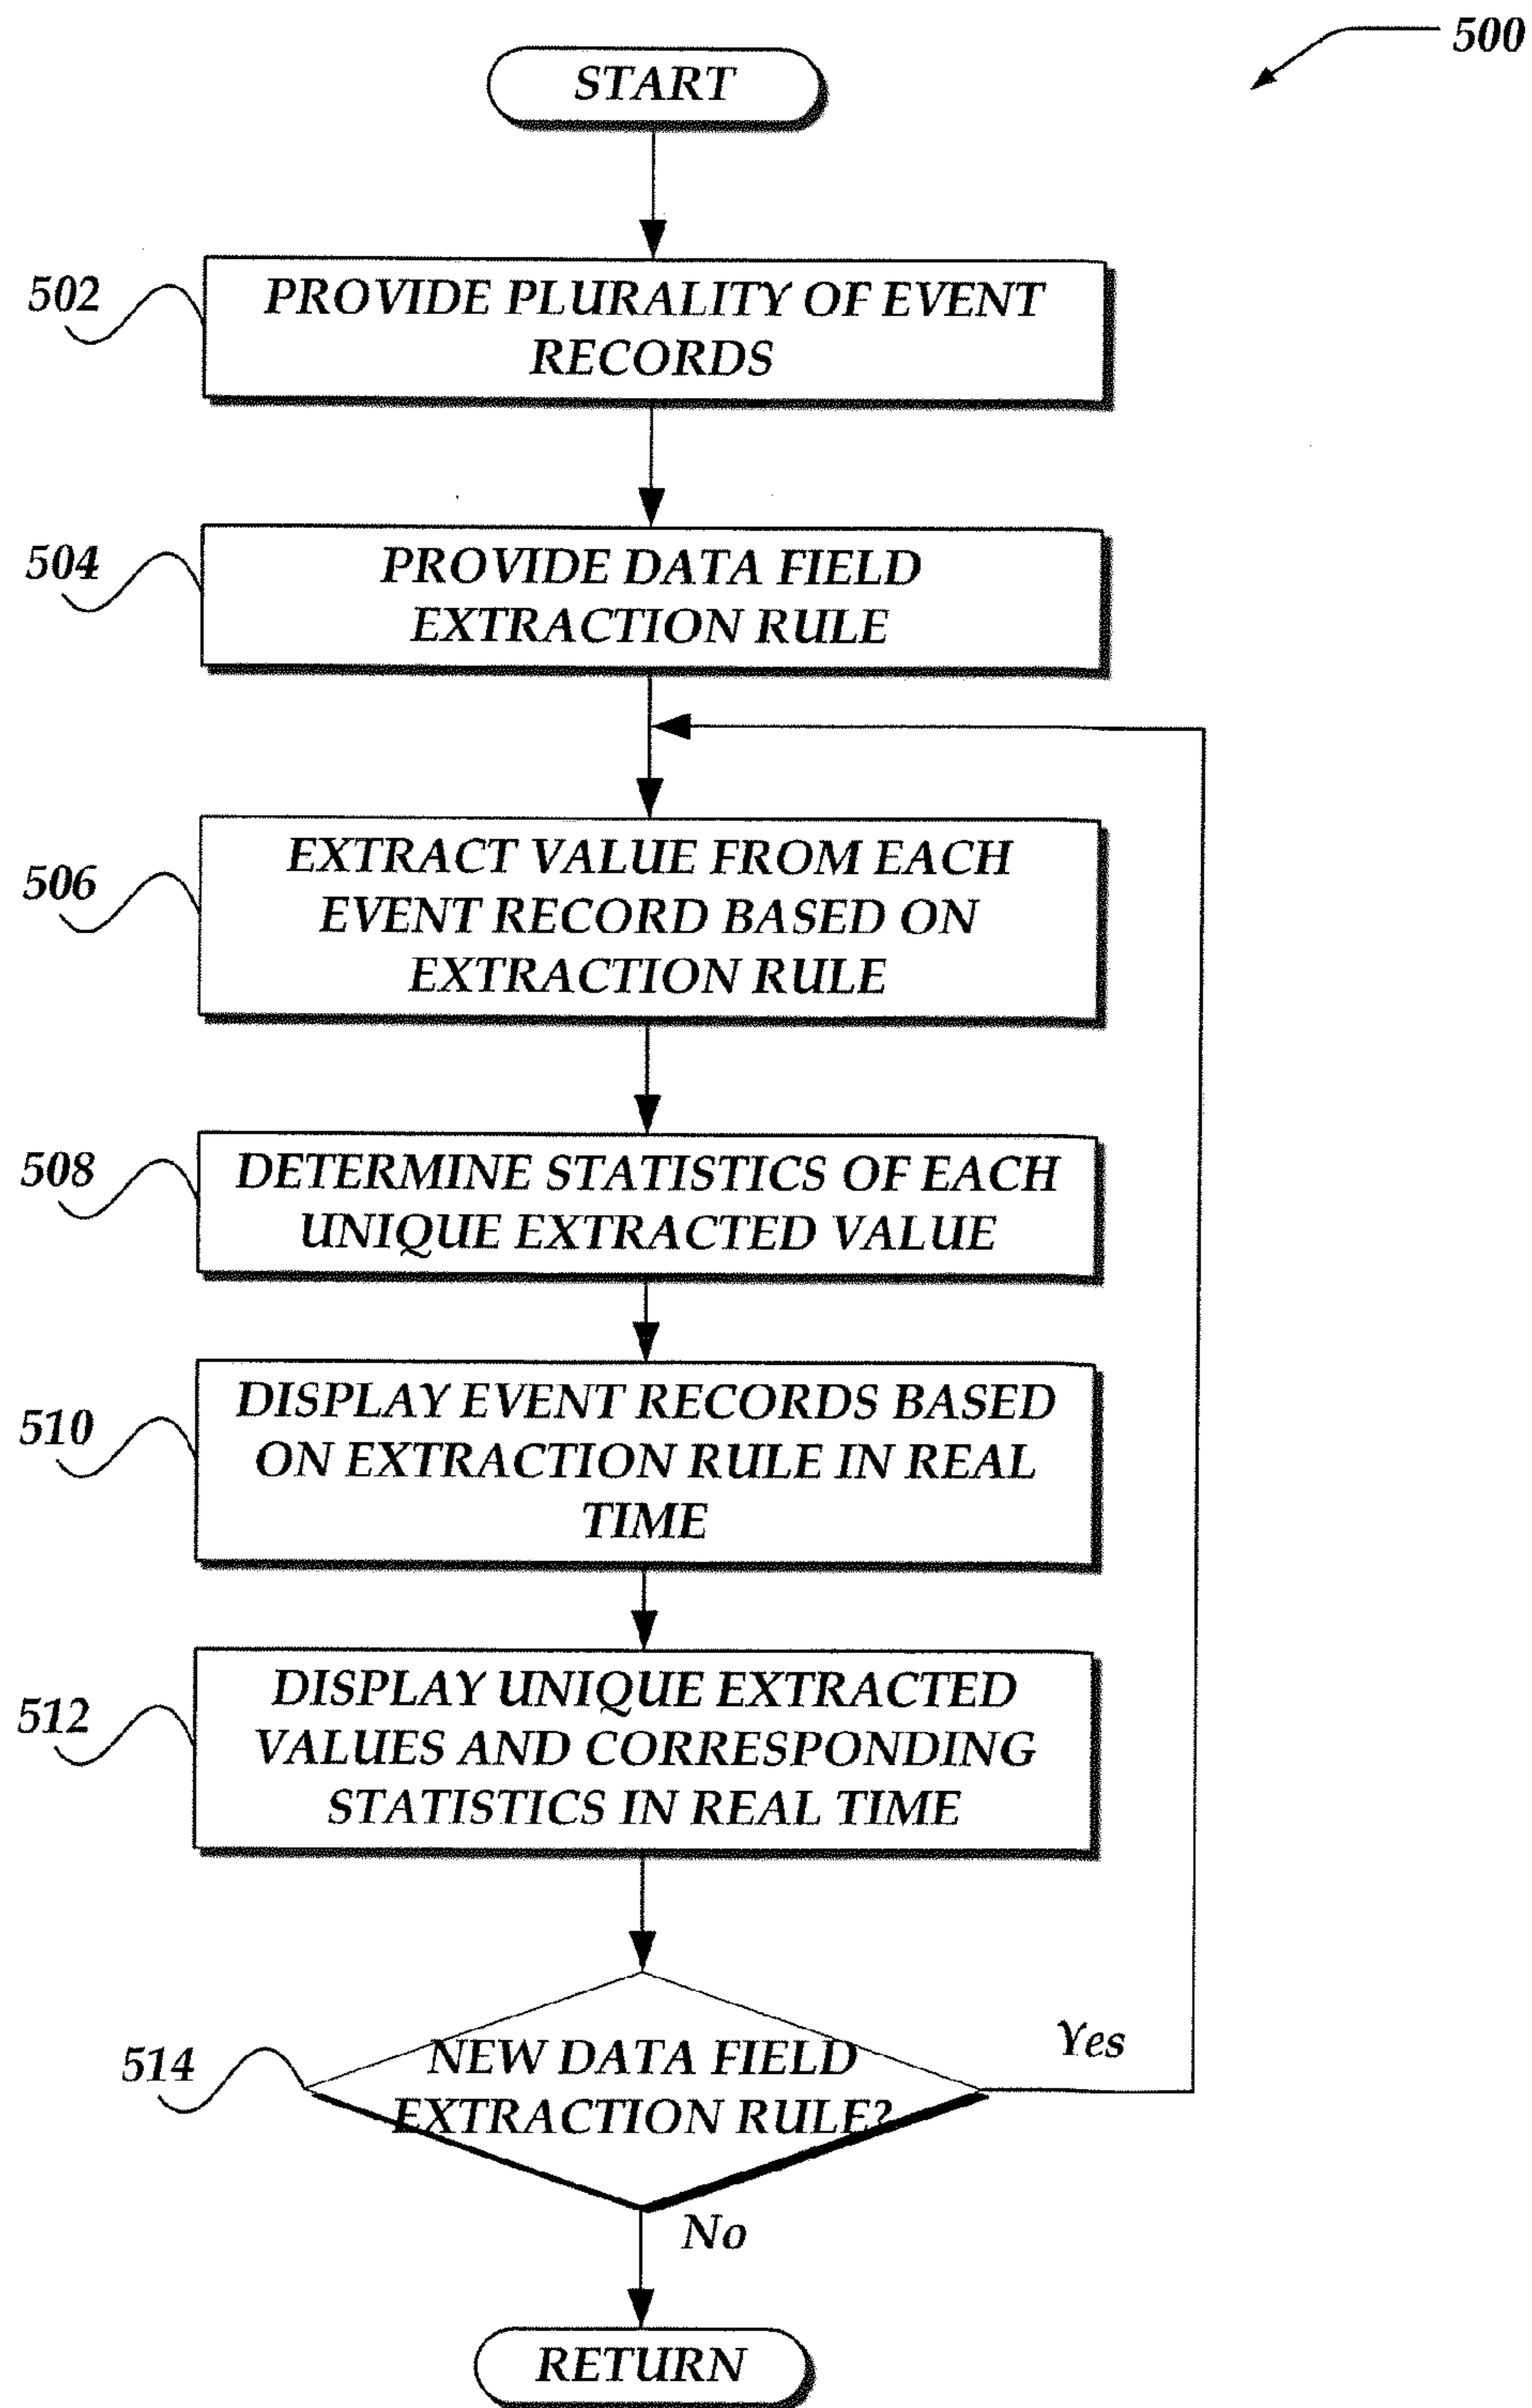 500
START
502
PROVIDE PLURALITY OF EVENT
RECORDS
504
PROVIDE DATA FIELD
EXTRACTION RULE
506
EXTRACT VALUE FROM EACH
EVENT RECORD BASED ON
EXTRACTION RULE
508
DETERMINE STATISTICS OF EACH
UNIQUE EXTRACTED VALUE
510
DISPLAY EVENT RECORDS BASED
ON EXTRACTION RULE IN REAL
TIME
512
DISPLAY UNIQUE EXTRACTED
VALUES AND CORRESPONDING
STATISTICS IN REAL TIME
514
NEW DATA FIELD
EXTRACTION RULE?
Yes
No
RETURN